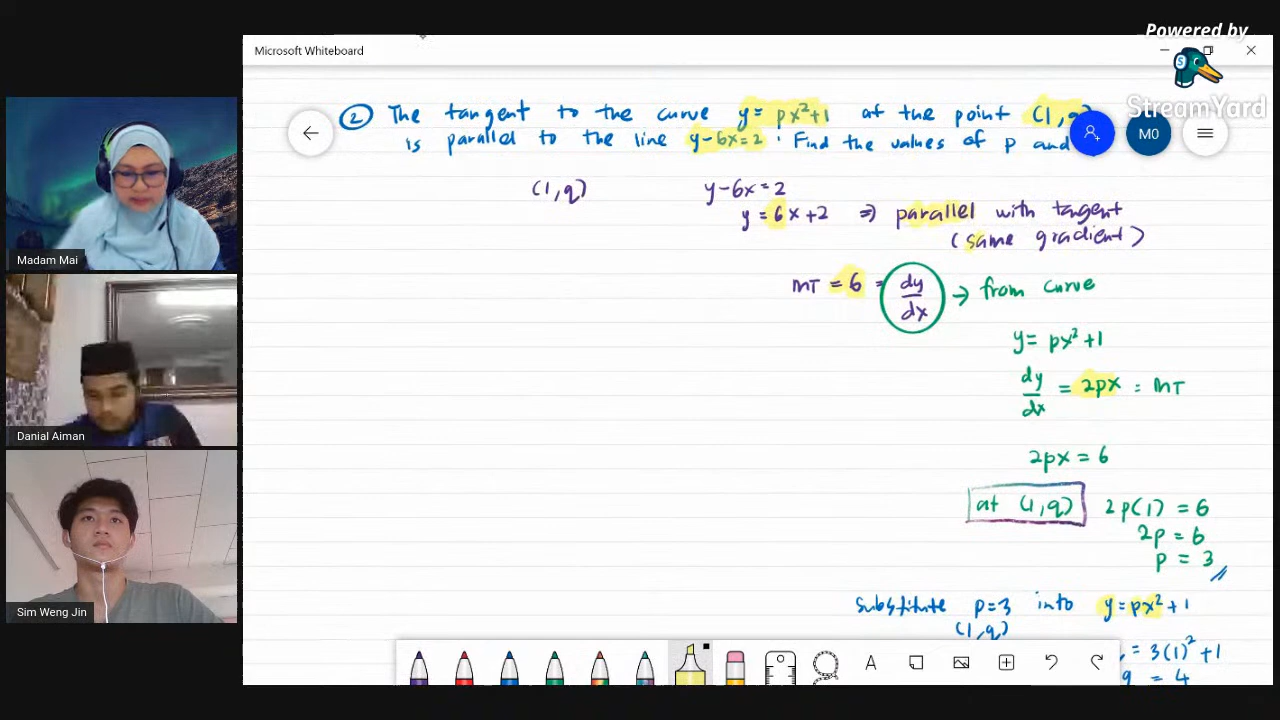 Powered by
StreamYard
Microsoft Whiteboard
② The tangent to the curve y = px²+1 at the point (1,q
is parallel to the line y-6x=2 . Find the values of p and
M0
(1,q)
y-6x=2
y = 6x+2 ⇒ parallel with tangent
(same gradient)
mT = 6 = dy/dx → from curve
y = px²+1
dy/dx = 2px = mT
2px = 6
at (1,q) 2p(1) = 6
2p = 6
p = 3
Substitute p=3 into y=px²+1
(1,q)
= 3(1)²+1
q = 4
A
Madam Mai
Danial Aiman
Sim Weng Jin